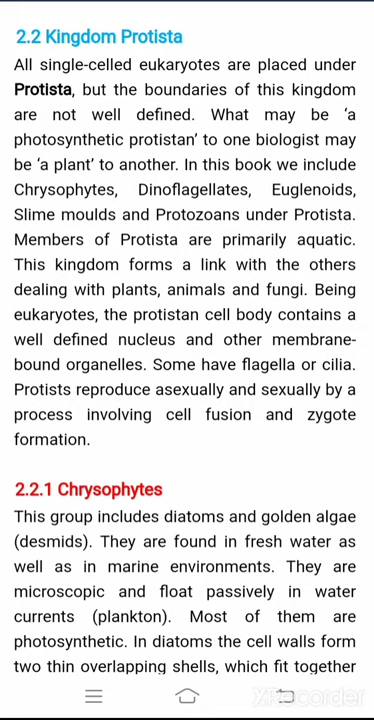 2.2 Kingdom Protista
All single-celled eukaryotes are placed under
Protista, but the boundaries of this kingdom
are not well defined. What may be ‘a
photosynthetic protistan’ to one biologist may
be ‘a plant’ to another. In this book we include
Chrysophytes, Dinoflagellates, Euglenoids,
Slime moulds and Protozoans under Protista.
Members of Protista are primarily aquatic.
This kingdom forms a link with the others
dealing with plants, animals and fungi. Being
eukaryotes, the protistan cell body contains a
well defined nucleus and other membrane-
bound organelles. Some have flagella or cilia.
Protists reproduce asexually and sexually by a
process involving cell fusion and zygote
formation.
2.2.1 Chrysophytes
This group includes diatoms and golden algae
(desmids). They are found in fresh water as
well as in marine environments. They are
microscopic and float passively in water
currents (plankton). Most of them are
photosynthetic. In diatoms the cell walls form
two thin overlapping shells, which fit together
XRecorder